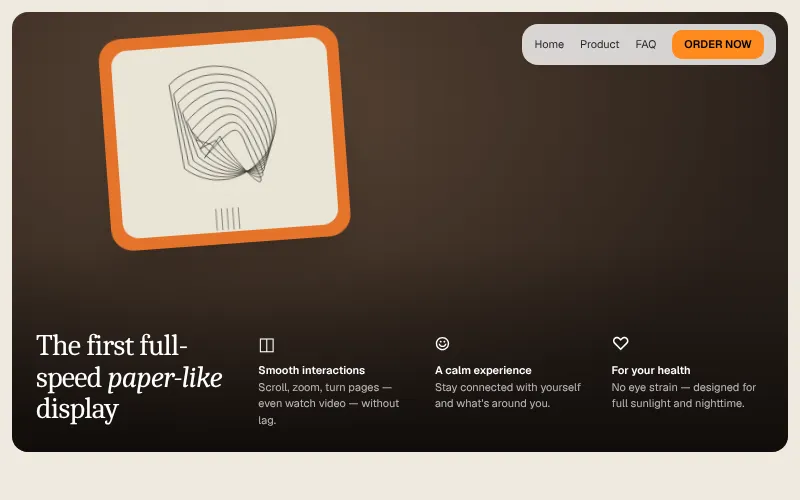 Home
Product
FAQ
ORDER NOW
The first full-
speed paper-like
display
Smooth interactions
Scroll, zoom, turn pages —
even watch video — without
lag.
A calm experience
Stay connected with yourself
and what's around you.
For your health
No eye strain — designed for
full sunlight and nighttime.